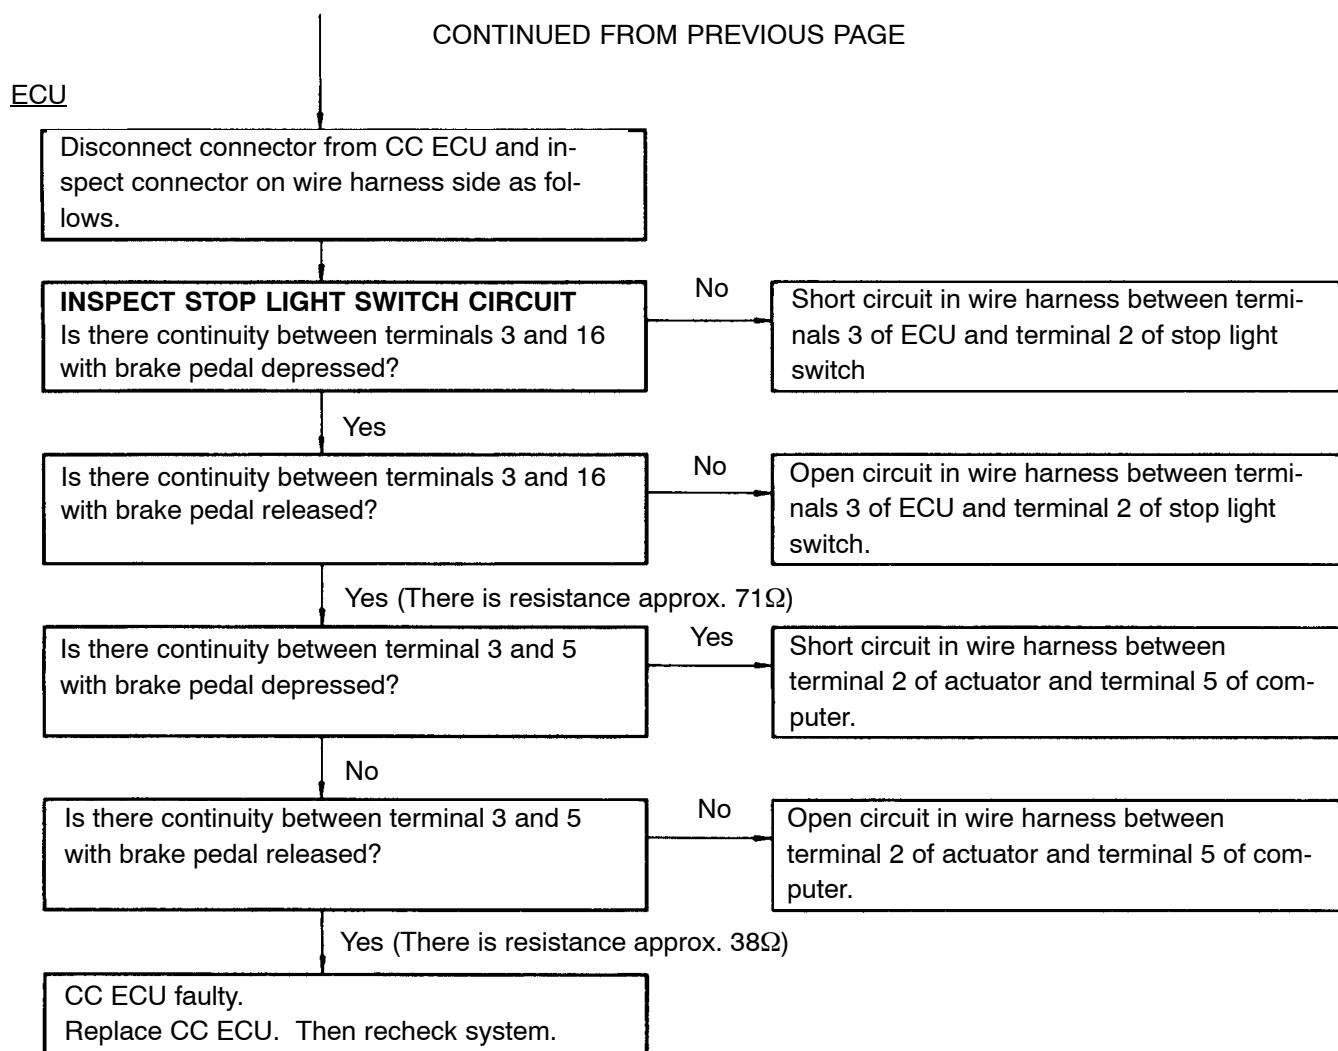 CONTINUED FROM PREVIOUS PAGE
ECU
Disconnect connector from CC ECU and in-
spect connector on wire harness side as fol-
lows.
INSPECT STOP LIGHT SWITCH CIRCUIT
Is there continuity between terminals 3 and 16
with brake pedal depressed?
No
Short circuit in wire harness between termi-
nals 3 of ECU and terminal 2 of stop light
switch
Yes
Is there continuity between terminals 3 and 16
with brake pedal released?
No
Open circuit in wire harness between termi-
nals 3 of ECU and terminal 2 of stop light
switch.
Yes (There is resistance approx. 71Ω)
Is there continuity between terminal 3 and 5
with brake pedal depressed?
Yes
Short circuit in wire harness between
terminal 2 of actuator and terminal 5 of com-
puter.
No
Is there continuity between terminal 3 and 5
with brake pedal released?
No
Open circuit in wire harness between
terminal 2 of actuator and terminal 5 of com-
puter.
Yes (There is resistance approx. 38Ω)
CC ECU faulty.
Replace CC ECU. Then recheck system.